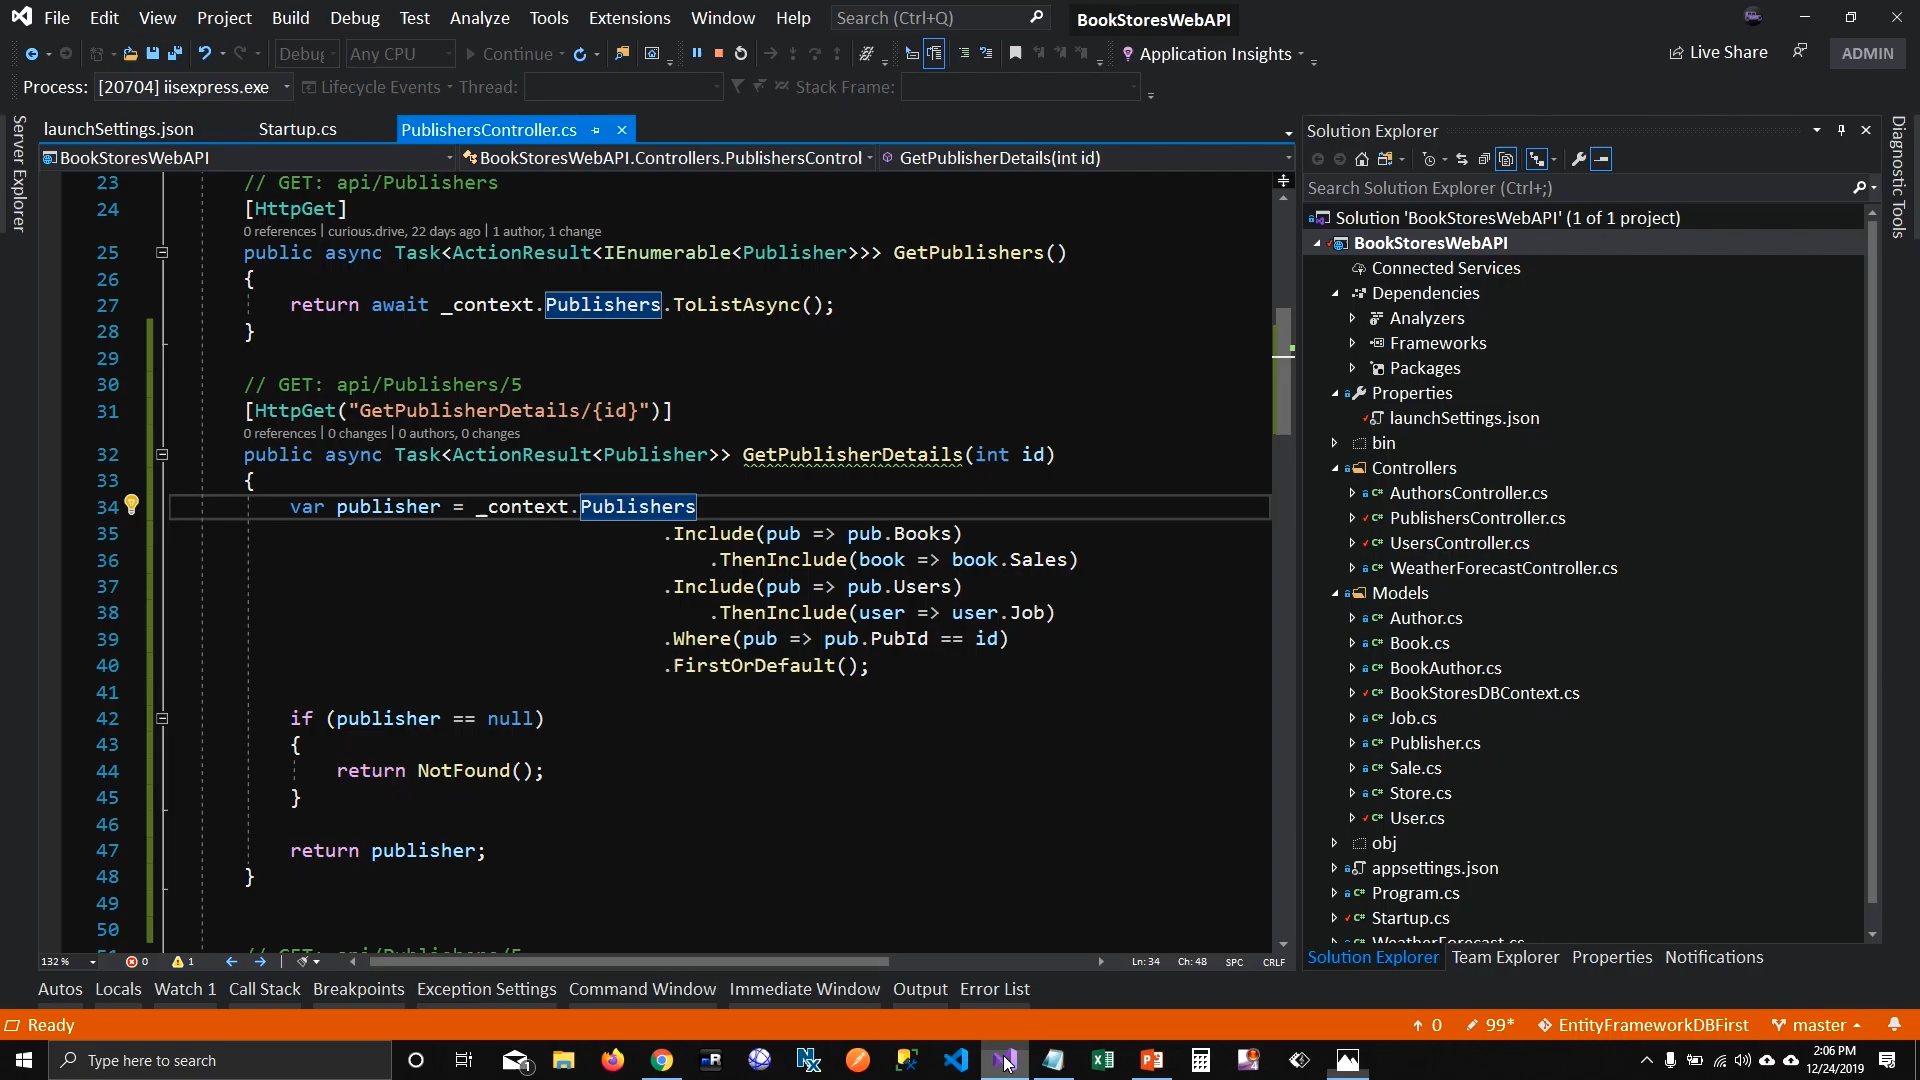 File Edit View Project Build Debug Test Analyze Tools Extensions Window Help Search (Ctrl+Q) BookStoresWebAPI
Debug Any CPU Continue Application Insights Live Share ADMIN
Process: [20704] iisexpress.exe Lifecycle Events Thread: Stack Frame:
Server Explorer
launchSettings.json Startup.cs PublishersController.cs
BookStoresWebAPI BookStoresWebAPI.Controllers.PublishersControl GetPublisherDetails(int id)
23 // GET: api/Publishers
24 [HttpGet]
0 references | curious.drive, 22 days ago | 1 author, 1 change
25 public async Task<ActionResult<IEnumerable<Publisher>>> GetPublishers()
26 {
27 return await _context.Publishers.ToListAsync();
28 }
29
30 // GET: api/Publishers/5
31 [HttpGet("GetPublisherDetails/{id}")]
0 references | 0 changes | 0 authors, 0 changes
32 public async Task<ActionResult<Publisher>> GetPublisherDetails(int id)
33 {
34 var publisher = _context.Publishers
35 .Include(pub => pub.Books)
36 .ThenInclude(book => book.Sales)
37 .Include(pub => pub.Users)
38 .ThenInclude(user => user.Job)
39 .Where(pub => pub.PubId == id)
40 .FirstOrDefault();
41
42 if (publisher == null)
43 {
44 return NotFound();
45 }
46
47 return publisher;
48 }
49
50
51 // GET: api/Publishers/5
132 % 0 1 Ln: 34 Ch: 48 SPC CRLF
Solution Explorer
Search Solution Explorer (Ctrl+;)
Solution 'BookStoresWebAPI' (1 of 1 project)
BookStoresWebAPI
Connected Services
Dependencies
Analyzers
Frameworks
Packages
Properties
launchSettings.json
bin
Controllers
C# AuthorsController.cs
C# PublishersController.cs
C# UsersController.cs
C# WeatherForecastController.cs
Models
C# Author.cs
C# Book.cs
C# BookAuthor.cs
C# BookStoresDBContext.cs
C# Job.cs
C# Publisher.cs
C# Sale.cs
C# Store.cs
C# User.cs
obj
appsettings.json
C# Program.cs
C# Startup.cs
WeatherForecast.cs
Solution Explorer Team Explorer Properties Notifications
Diagnostic Tools
Autos Locals Watch 1 Call Stack Breakpoints Exception Settings Command Window Immediate Window Output Error List
Ready 0 99* EntityFrameworkDBFirst master
Type here to search
2:06 PM
12/24/2019